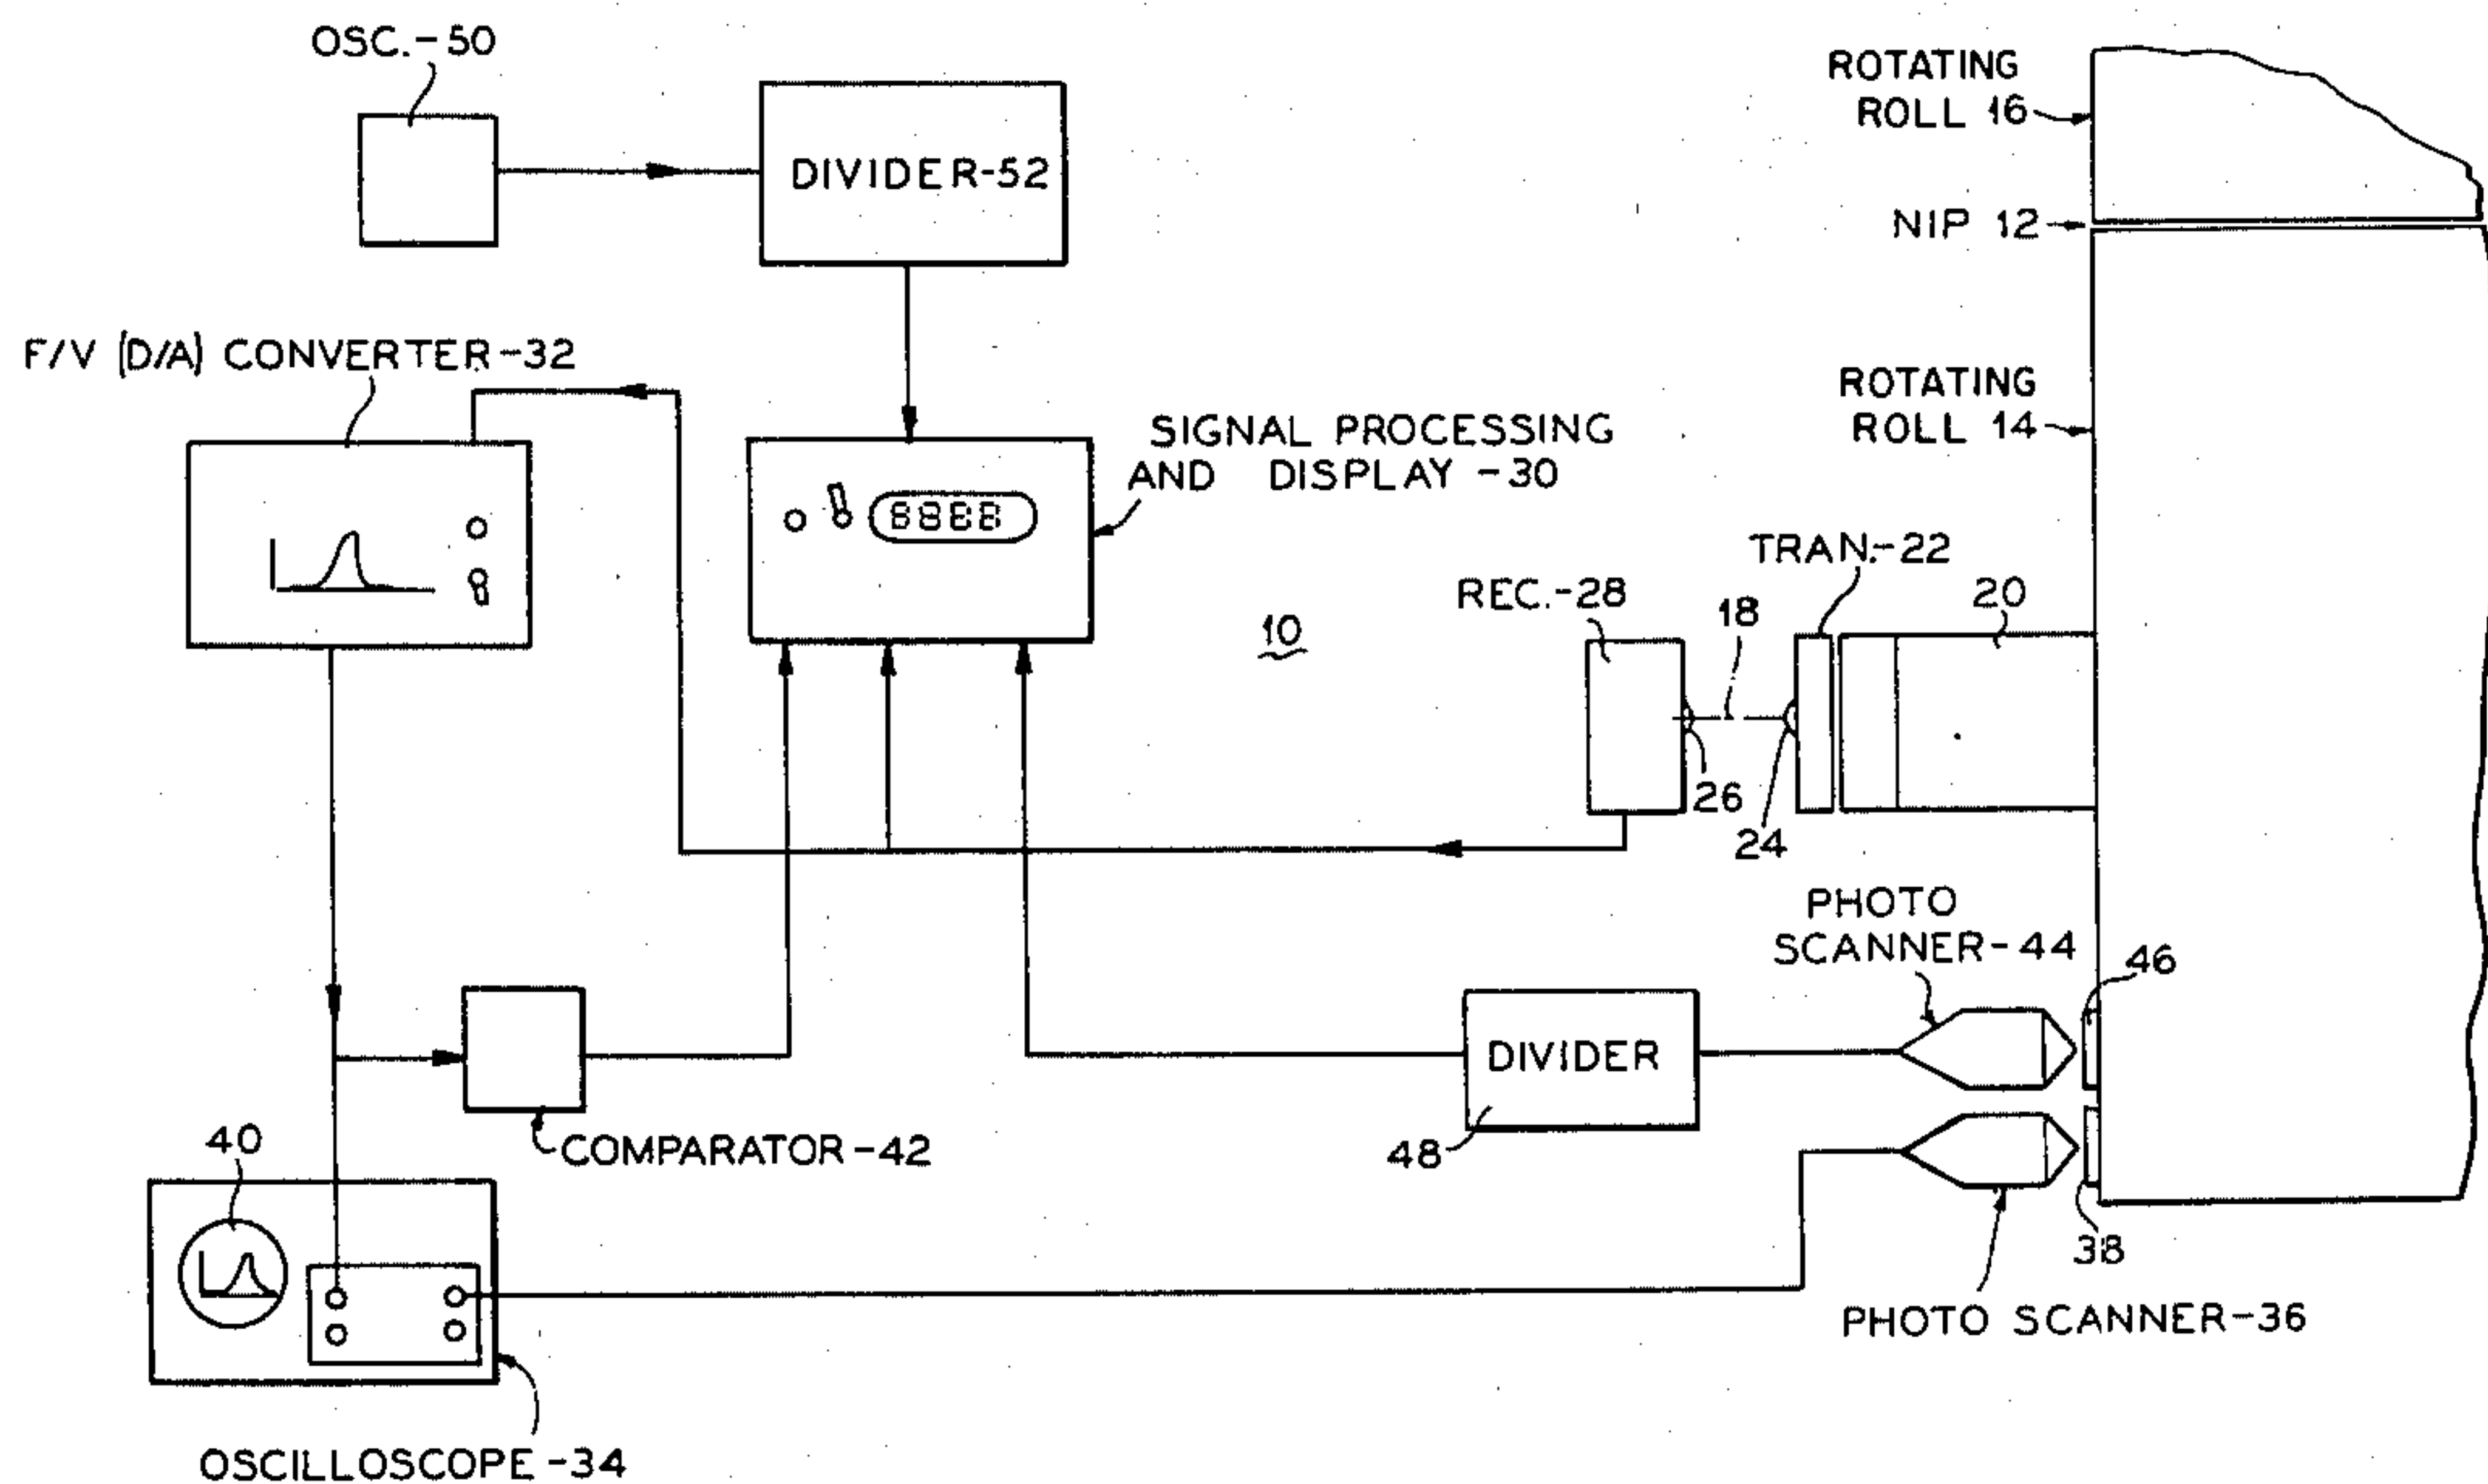 OSC.-50
DIVIDER-52
ROTATING
ROLL 16
NIP 12
F/V (D/A) CONVERTER-32
SIGNAL PROCESSING
AND DISPLAY -30
8888
ROTATING
ROLL 14
TRAN.-22
REC.-28
18
20
10
26
24
PHOTO
SCANNER-44
46
DIVIDER
48
COMPARATOR-42
40
38
PHOTO SCANNER-36
OSCILLOSCOPE-34